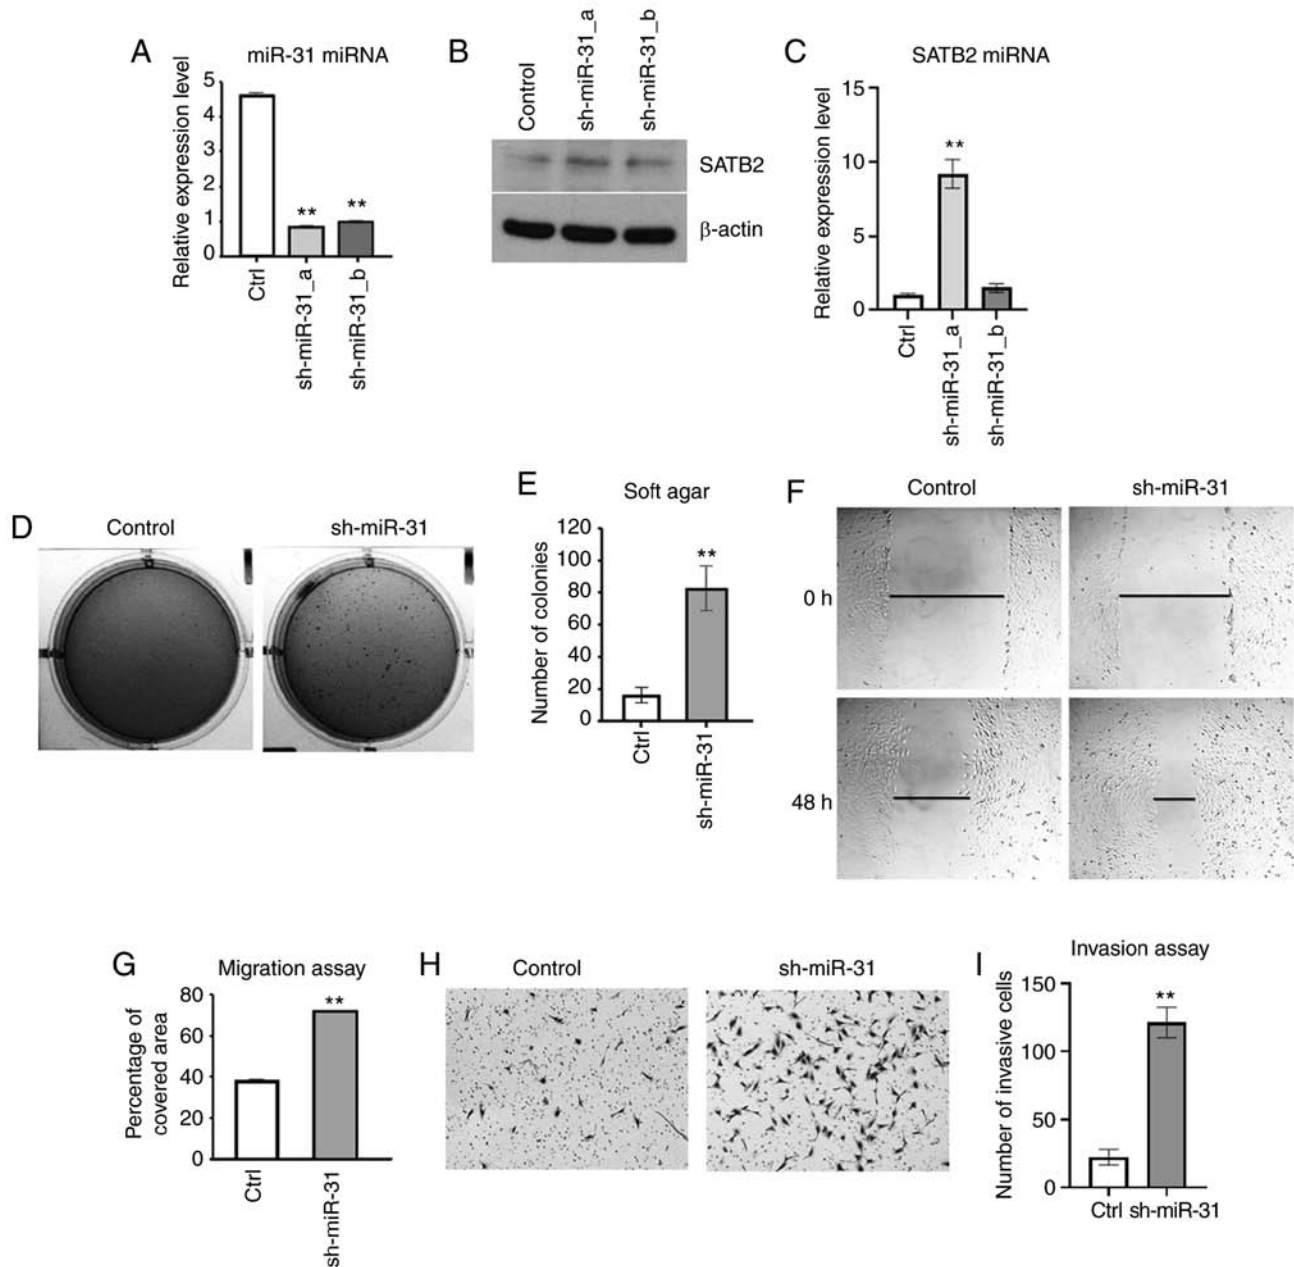 A
miR-31 miRNA
Relative expression level
5
4
3
2
1
0
**
**
Ctrl
sh-miR-31_a
sh-miR-31_b
B
Control
sh-miR-31_a
sh-miR-31_b
SATB2
β-actin
C
SATB2 miRNA
Relative expression level
15
10
5
0
**
Ctrl
sh-miR-31_a
sh-miR-31_b
D
Control
sh-miR-31
E
Soft agar
Number of colonies
120
100
80
60
40
20
0
**
Ctrl
sh-miR-31
F
Control
sh-miR-31
0 h
48 h
G
Migration assay
Percentage of
covered area
80
60
40
20
0
**
Ctrl
sh-miR-31
H
Control
sh-miR-31
I
Invasion assay
Number of invasive cells
150
100
50
0
**
Ctrl sh-miR-31